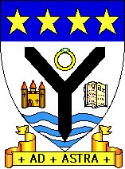 + AD + ASTRA +